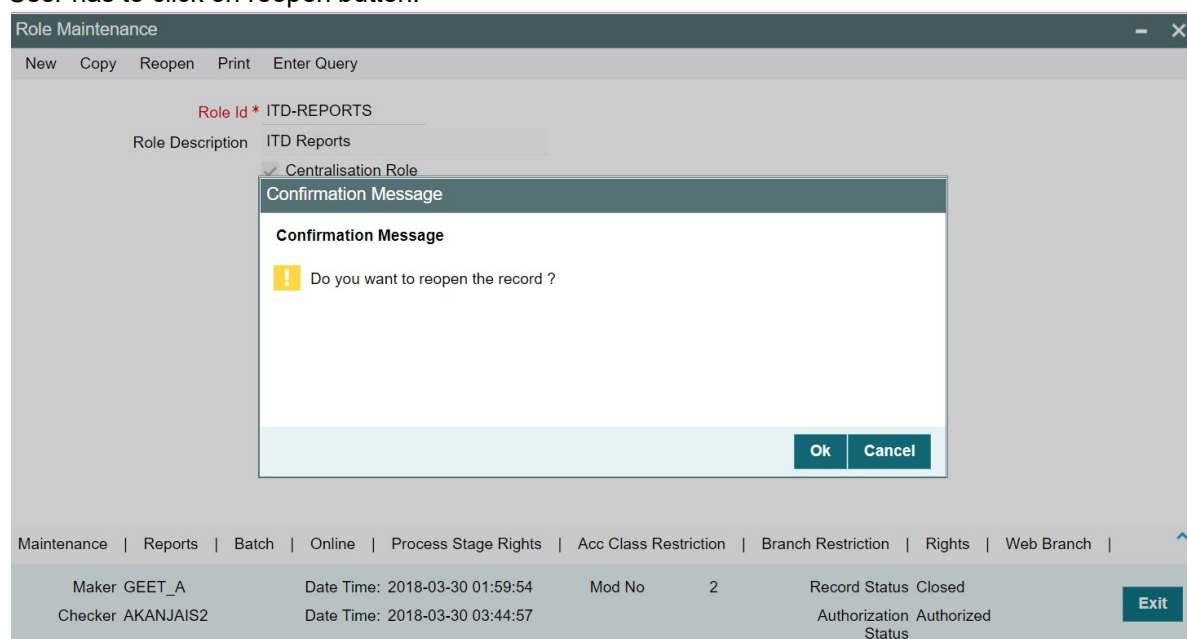 User has to click on reopen button.
Role Maintenance
New Copy Reopen Print Enter Query
Role Id * ITD-REPORTS
Role Description ITD Reports
Centralisation Role
Confirmation Message
Confirmation Message
! Do you want to reopen the record ?
Ok Cancel
Maintenance | Reports | Batch | Online | Process Stage Rights | Acc Class Restriction | Branch Restriction | Rights | Web Branch |
Maker GEET_A Date Time: 2018-03-30 01:59:54 Mod No 2 Record Status Closed
Checker AKANJAIS2 Date Time: 2018-03-30 03:44:57 Authorization Status Authorized
Exit